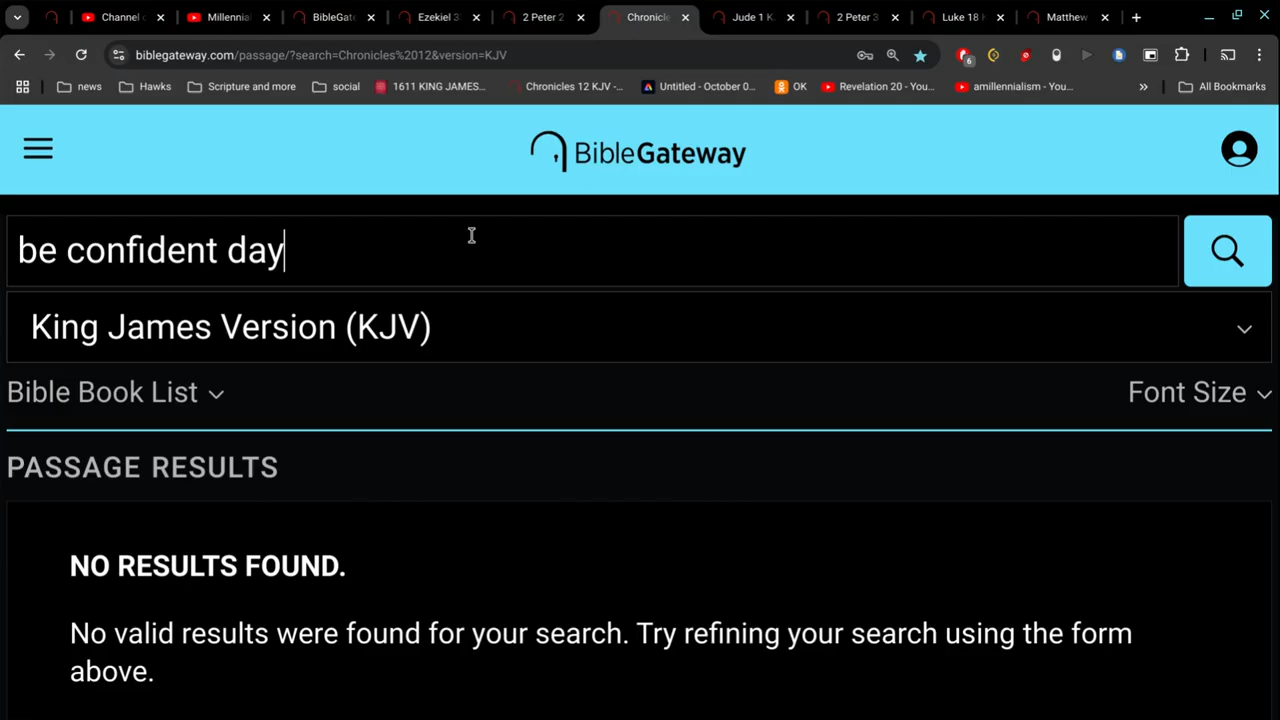 Channel
Millennial
BibleGat
Ezekiel 3
2 Peter 2
Chronicle
Jude 1 K
2 Peter 3
Luke 18
Matthew
biblegateway.com/passage/?search=Chronicles%2012&version=KJV
6
news
Hawks
Scripture and more
social
1611 KING JAMES...
Chronicles 12 KJV -...
Untitled - October 0...
OK
Revelation 20 - You...
amillennialism - You...
»
All Bookmarks
BibleGateway
be confident day
King James Version (KJV)
Bible Book List
Font Size
PASSAGE RESULTS
NO RESULTS FOUND.
No valid results were found for your search. Try refining your search using the form
above.